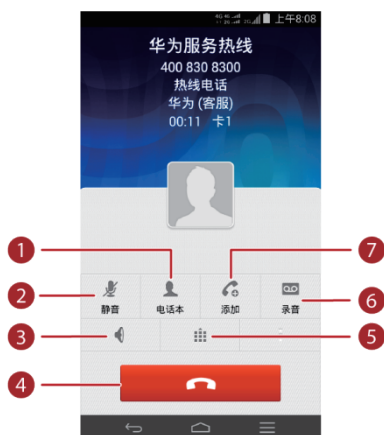 上午8:08
华为服务热线
400 830 8300
热线电话
华为 (客服)
00:11 卡1
1
7
2
静音
电话本
添加
录音
6
3
5
4